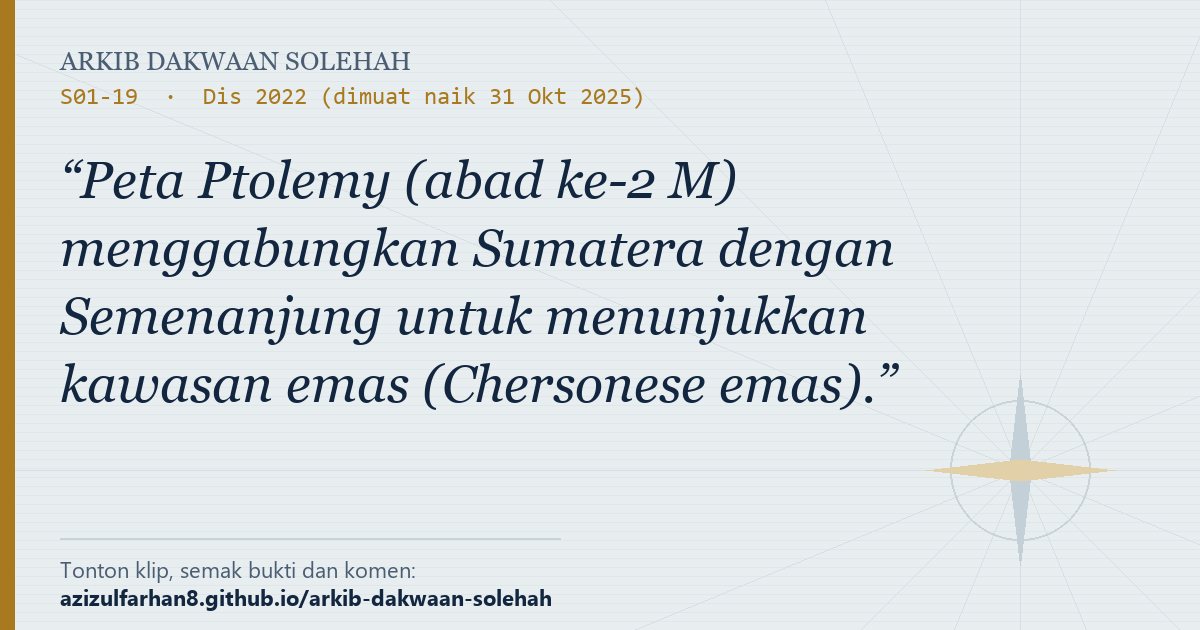 ARKIB DAKWAAN SOLEHAH
S01-19 · Dis 2022 (dimuat naik 31 Okt 2025)
“Peta Ptolemy (abad ke-2 M)
menggabungkan Sumatera dengan
Semenanjung untuk menunjukkan
kawasan emas (Chersonese emas).”
Tonton klip, semak bukti dan komen:
azizulfarhan8.github.io/arkib-dakwaan-solehah